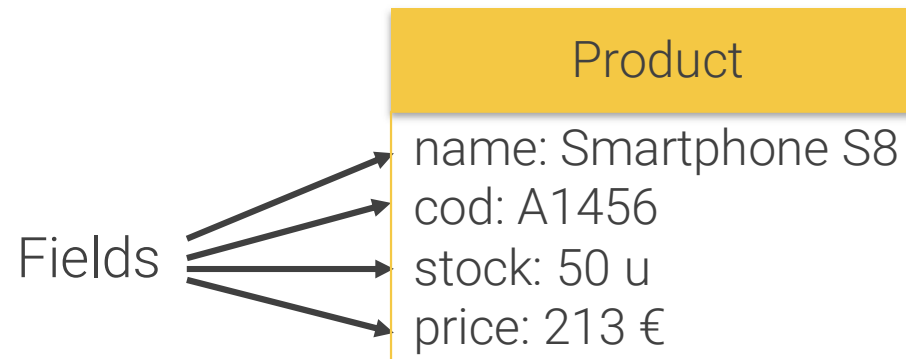 Product
name: Smartphone S8
cod: A1456
Fields
stock: 50 u
price: 213 €